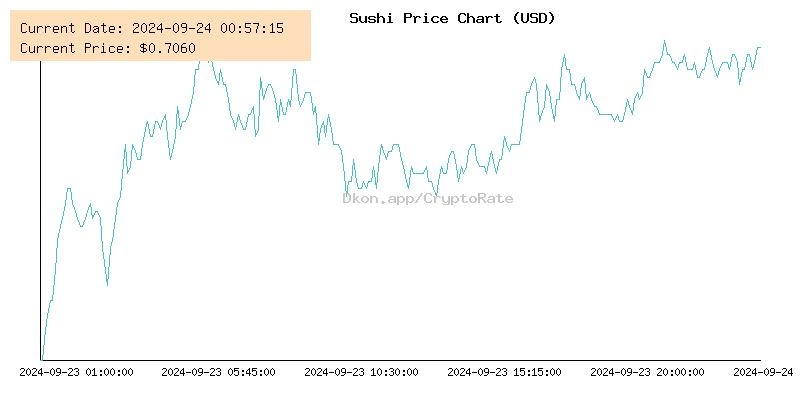 Sushi Price Chart (USD)
Current Date: 2024-09-24 00:57:15
Current Price: $0.7060
Dkon.app/CryptoRate
2024-09-23 01:00:00 2024-09-23 05:45:00 2024-09-23 10:30:00 2024-09-23 15:15:00 2024-09-23 20:00:00 2024-09-24